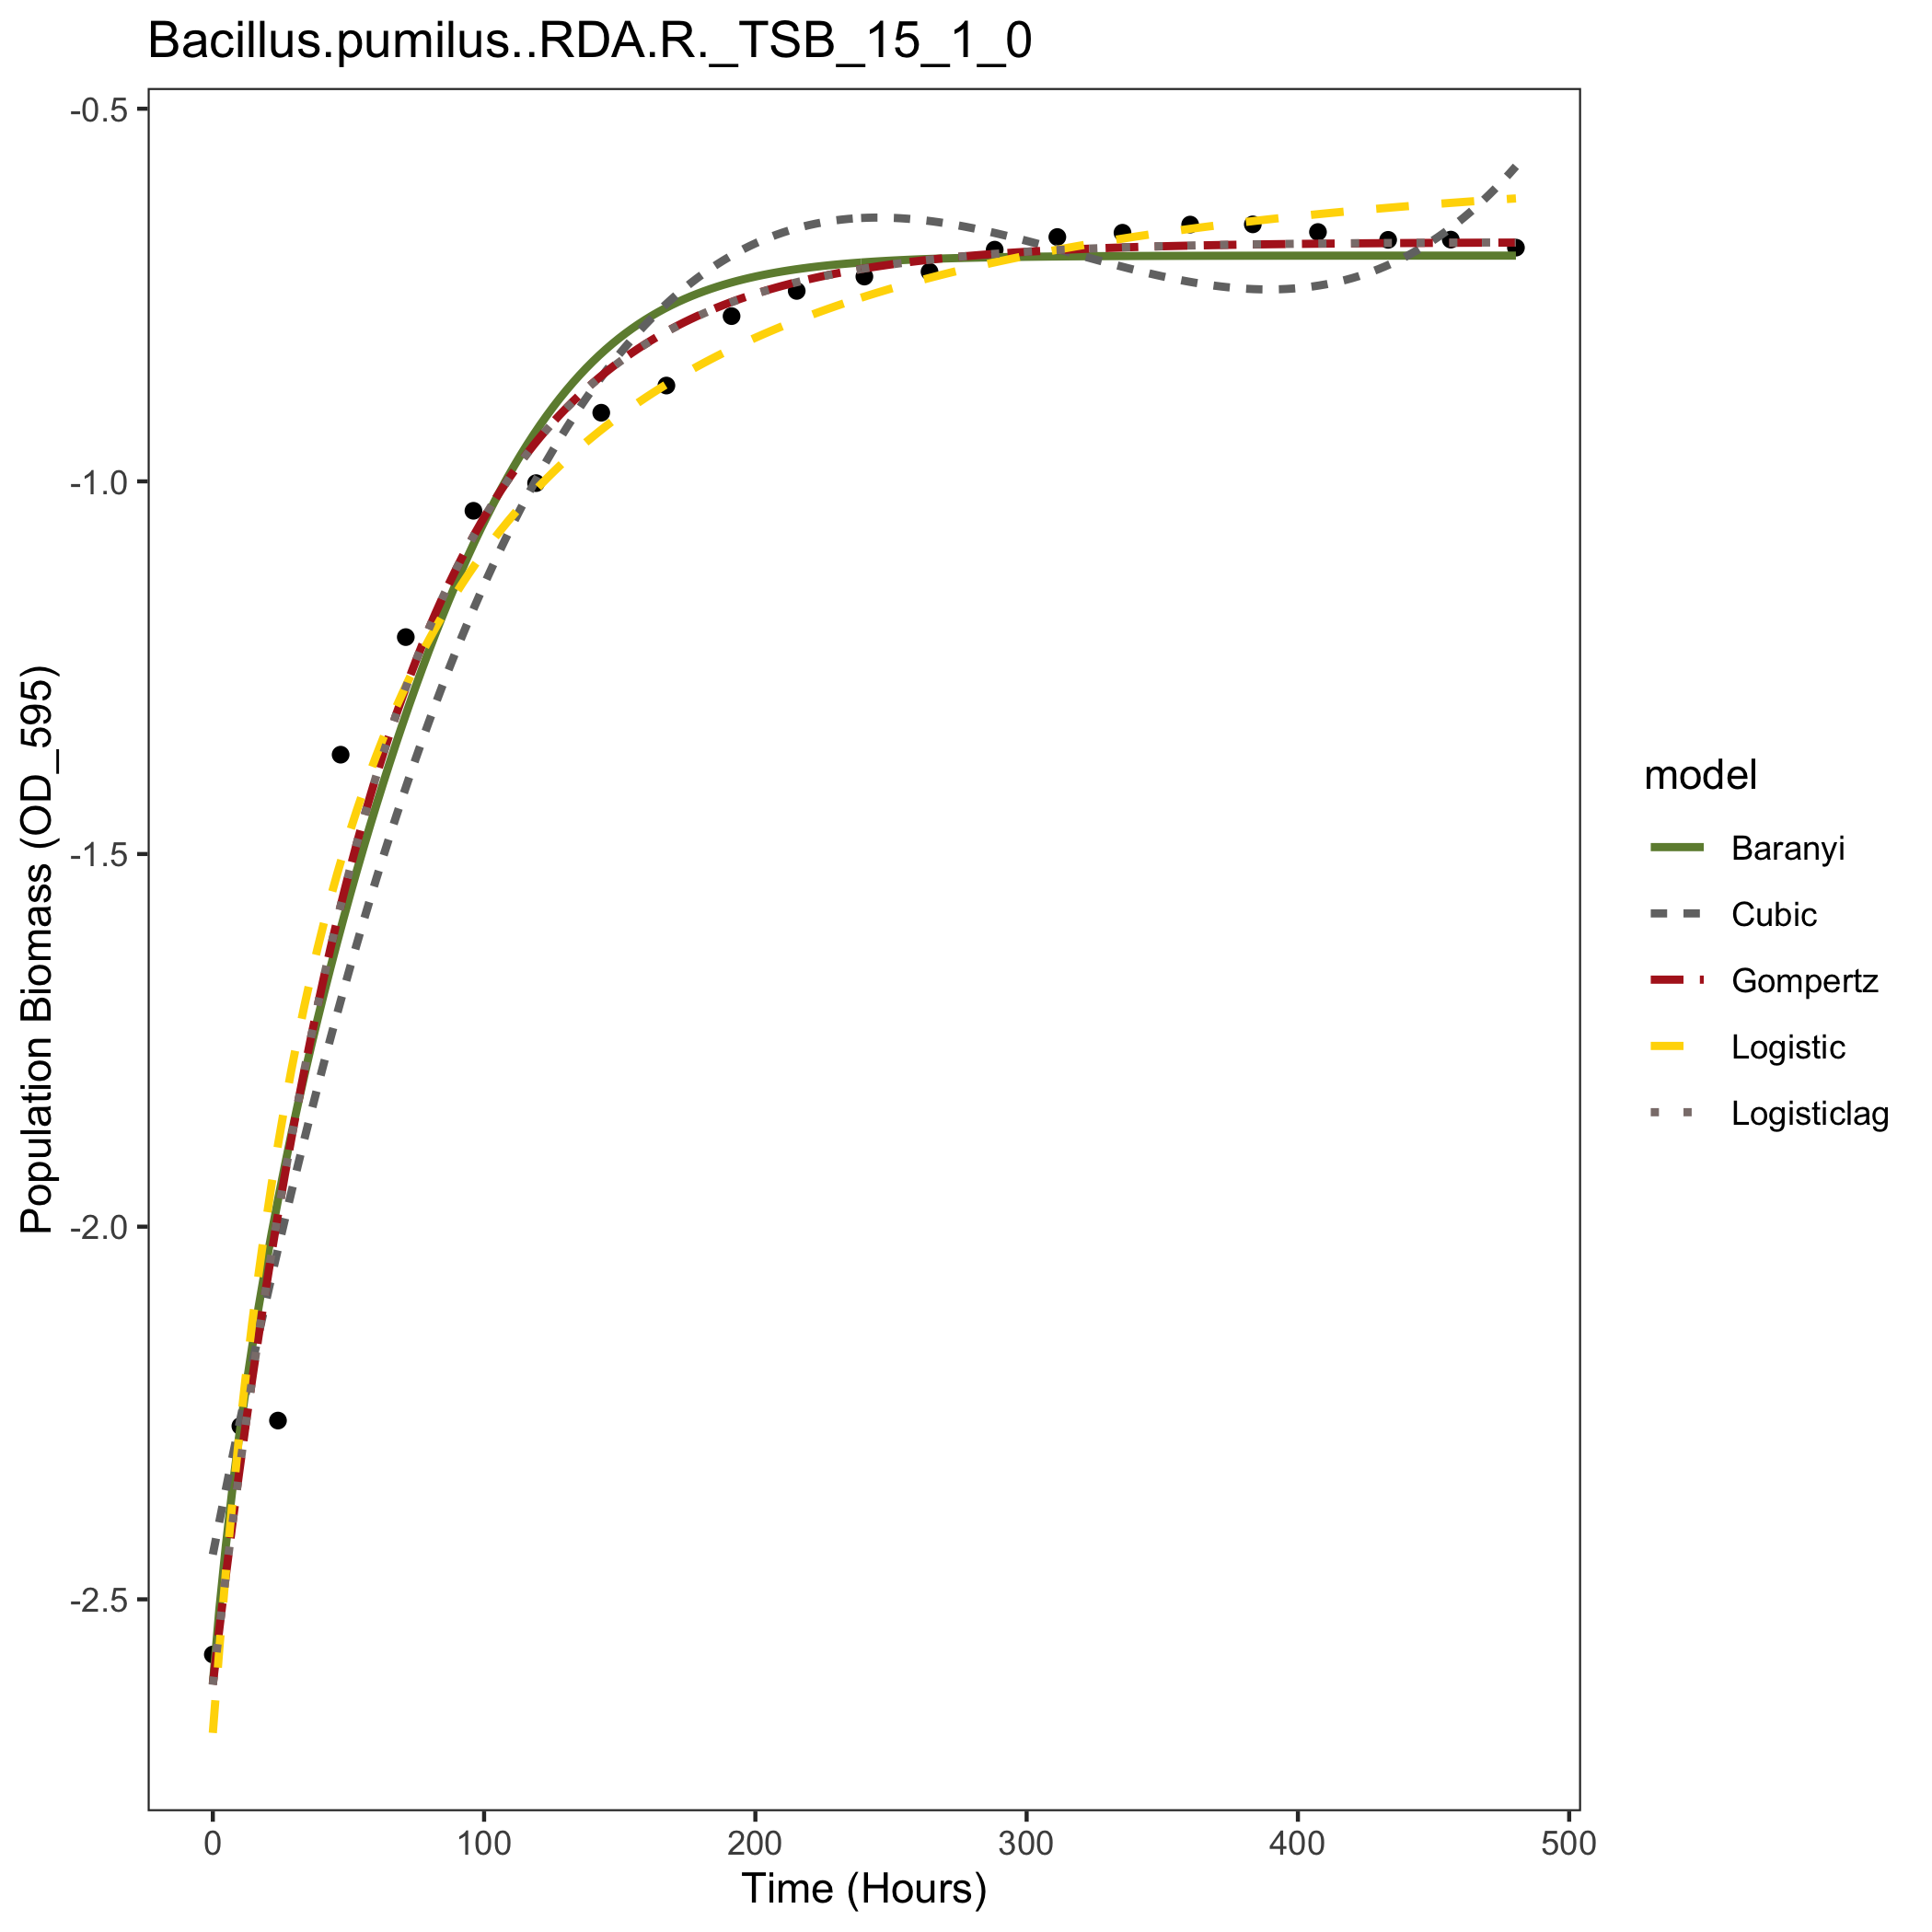 Bacillus.pumilus..RDA.R._TSB_15_1_0
Population Biomass (OD_595)
-0.5
-1.0
-1.5
-2.0
-2.5
0 100 200 300 400 500
Time (Hours)
model
Baranyi
Cubic
Gompertz
Logistic
Logisticlag